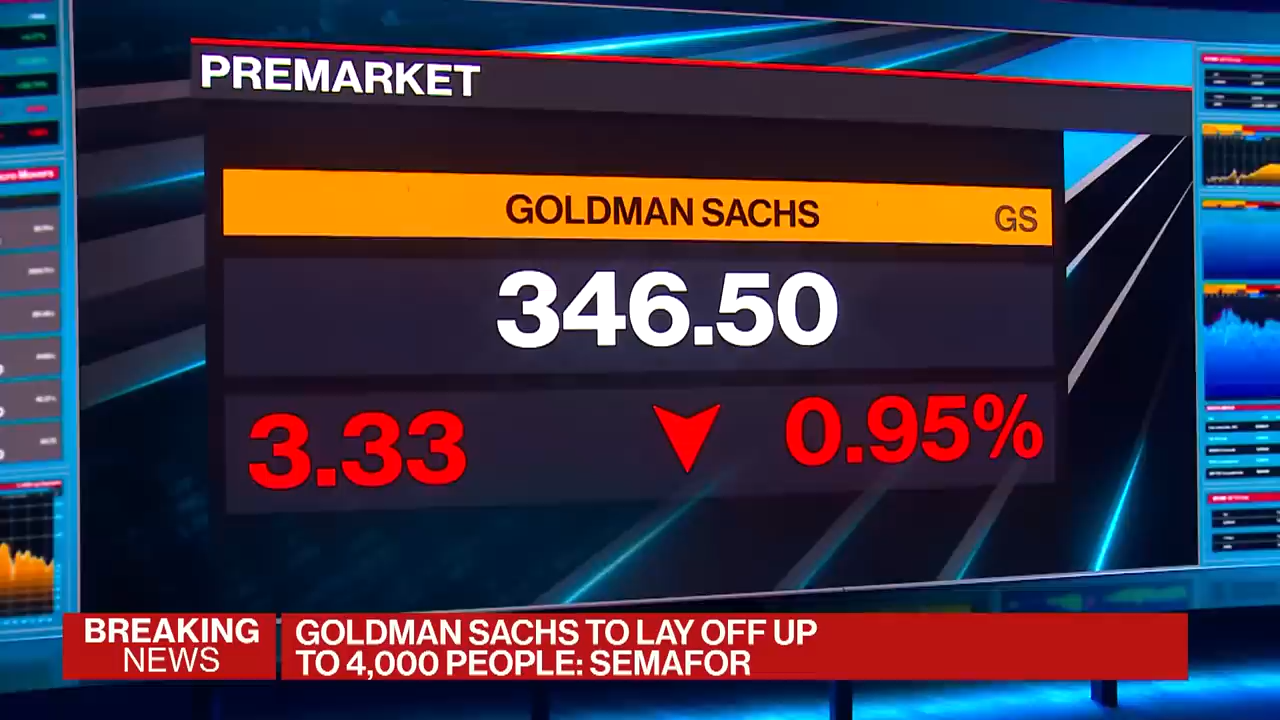 PREMARKET
GOLDMAN SACHS GS
346.50
3.33 0.95%
BREAKING
NEWS
GOLDMAN SACHS TO LAY OFF UP
TO 4,000 PEOPLE: SEMAFOR